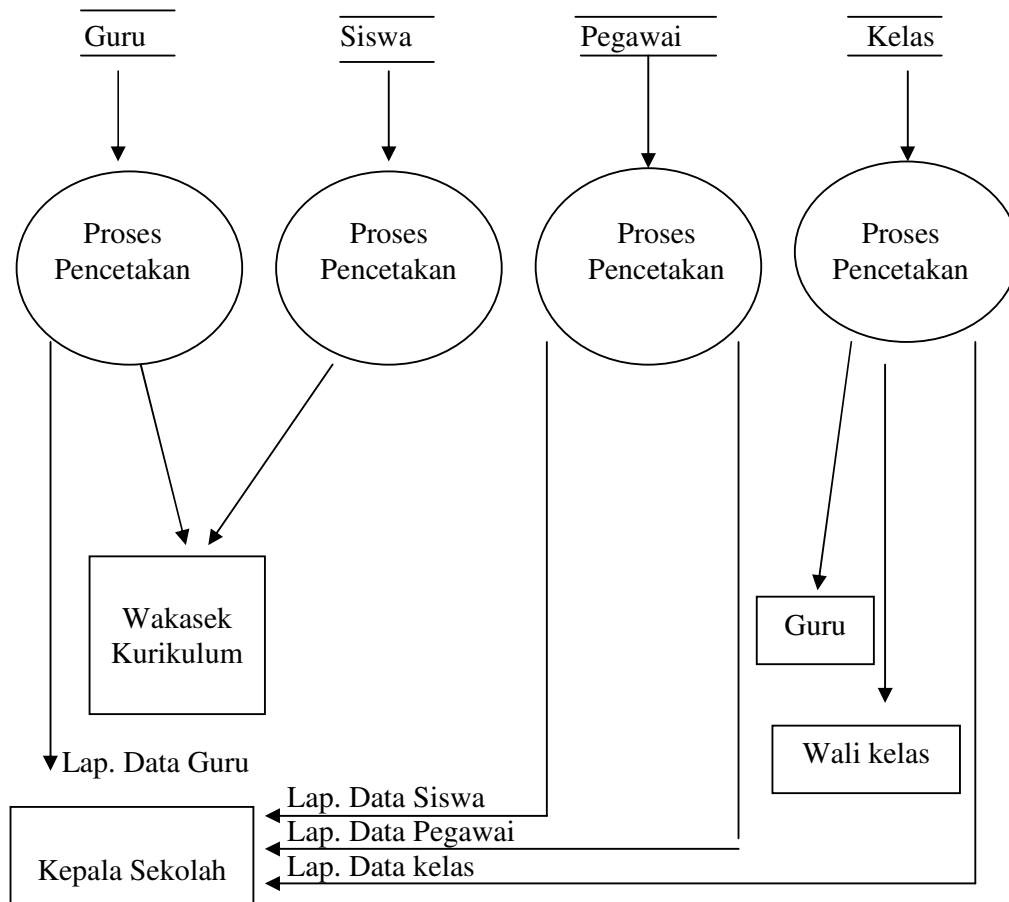 Guru
Siswa
Pegawai
Kelas
Proses
Pencetakan
Proses
Pencetakan
Proses
Pencetakan
Proses
Pencetakan
Wakasek
Kurikulum
Guru
Wali kelas
Lap. Data Guru
Lap. Data Siswa
Lap. Data Pegawai
Lap. Data kelas
Kepala Sekolah